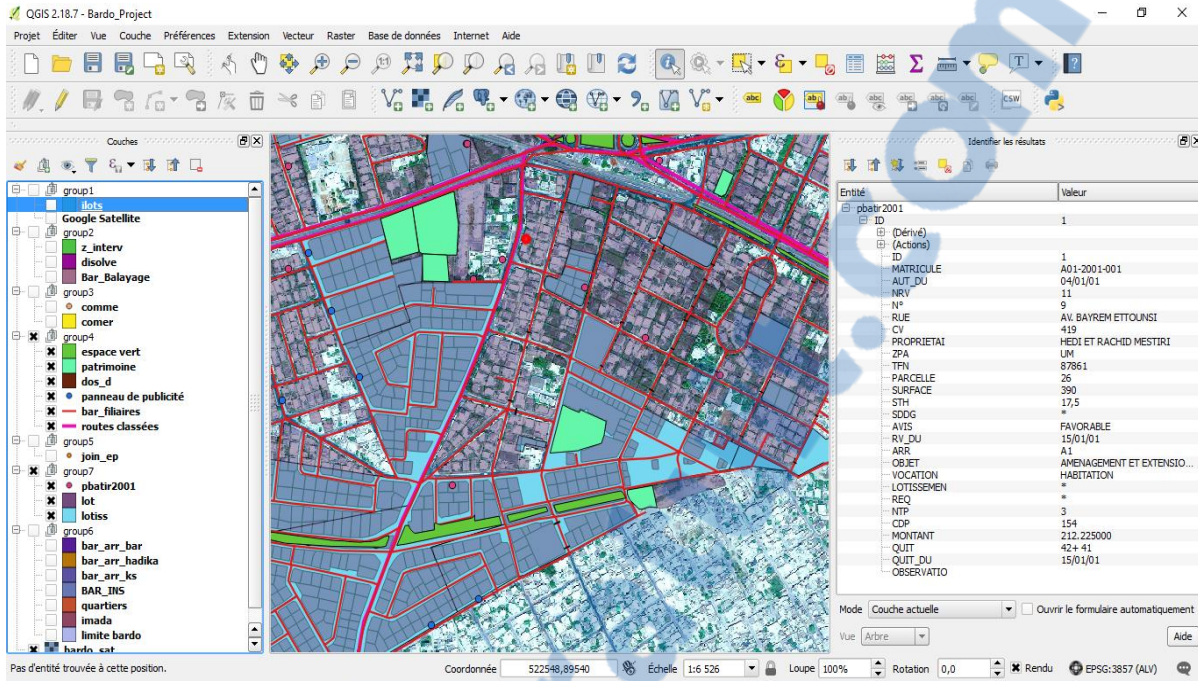 QGIS 2.18.7 - Bardo_Project
Projet Éditer Vue Couche Préférences Extension Vecteur Raster Base de données Internet Aide
Couches
group1
ilots
Google Satellite
group2
z_interv
disolve
Bar_Balayage
group3
comme
comer
group4
espace vert
patrimoine
dos_d
panneau de publicité
bar_filiaires
routes classées
group5
join_ep
group7
pbatir2001
lot
lotiss
group6
bar_arr_bar
bar_arr_hadika
bar_arr_ks
BAR_INS
quartiers
imada
limite bardo
bardo_sat
Identifier les résultats
Entité Valeur
pbatir2001
ID 1
(Dérivé)
(Actions)
ID 1
MATRICULE A01-2001-001
AUT_DU 04/01/01
NRV 11
N° 9
RUE AV. BAYREM ETTOUNSI
CV 419
PROPRIETAI HEDI ET RACHID MESTIRI
ZPA UM
TFN 87861
PARCELLE 26
SURFACE 390
STH 17,5
SDDG *
AVIS FAVORABLE
RV_DU 15/01/01
ARR A1
OBJET AMENAGEMENT ET EXTENSIO...
VOCATION HABITATION
LOTISSEMEN *
REQ *
NTP 3
CDP 154
MONTANT 212.225000
QUIT 42+ 41
QUIT_DU 15/01/01
OBSERVATIO
Mode Couche actuelle Ouvrir le formulaire automatiquement
Vue Arbre Aide
Pas d'entité trouvée à cette position. Coordonnée 522548,89540 Échelle 1:6 526 Loupe 100% Rotation 0,0 Rendu EPSG:3857 (ALV)